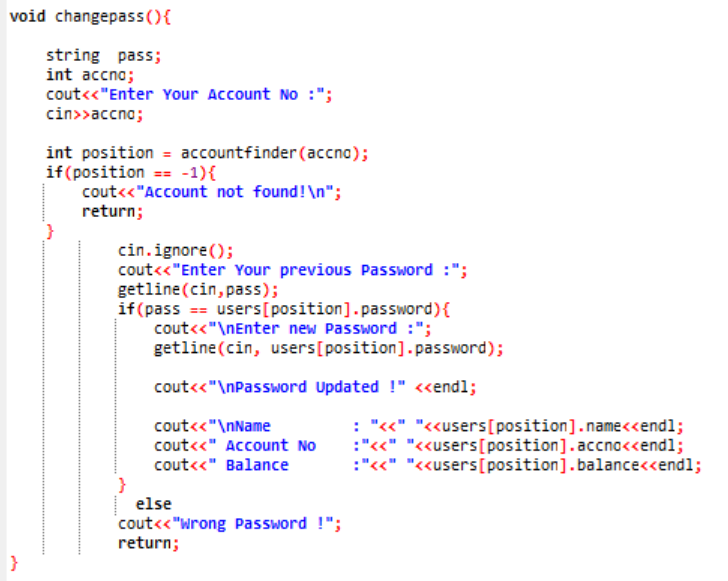 void changepass(){
string  pass;
int accno;
cout<<"Enter Your Account No :";
cin>>accno;
int position = accountfinder(accno);
if(position == -1){
cout<<"Account not found!\n";
return;
}
cin.ignore();
cout<<"Enter Your previous Password :";
getline(cin,pass);
if(pass == users[position].password){
cout<<"\nEnter new Password :";
getline(cin, users[position].password);
cout<<"\nPassword Updated !" <<endl;
cout<<"\nName         : "<<" "<<users[position].name<<endl;
cout<<" Account No    :"<<" "<<users[position].accno<<endl;
cout<<" Balance       :"<<" "<<users[position].balance<<endl;
}
else
cout<<"Wrong Password !";
return;
}